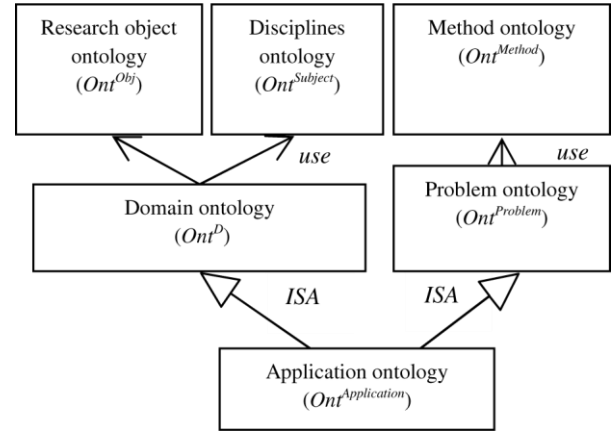 Research object
ontology
(Ont^Obj)
Disciplines
ontology
(Ont^Subject)
Method ontology
(Ont^Method)
use
use
Domain ontology
(Ont^D)
Problem ontology
(Ont^Problem)
ISA
ISA
Application ontology
(Ont^Application)